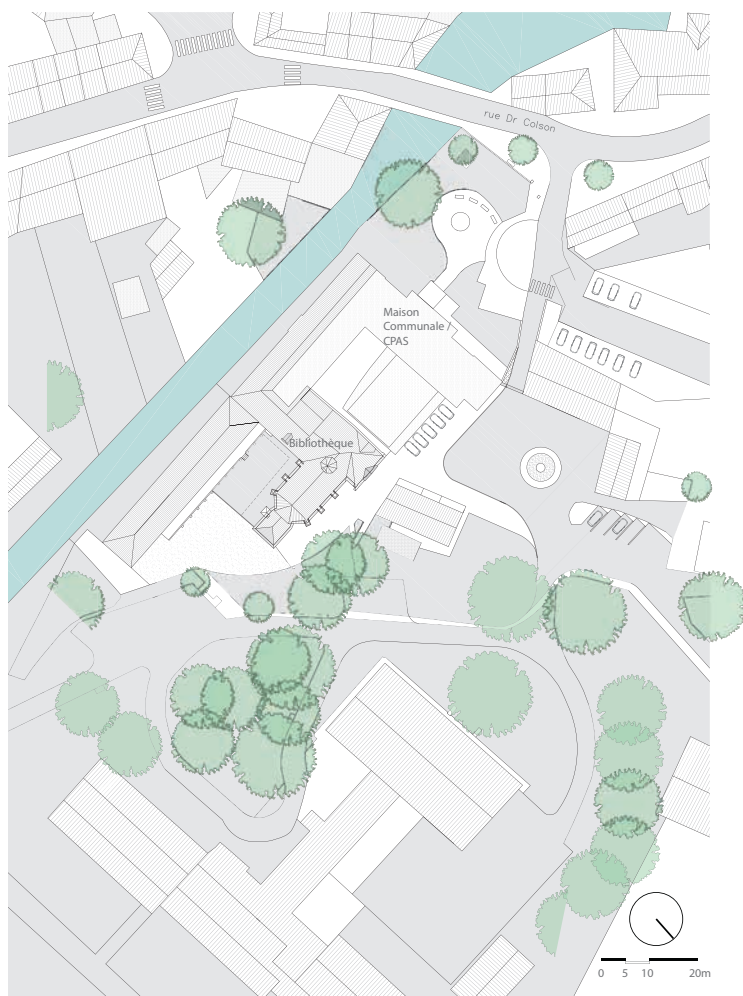 rue Dr Colson
Maison
Communale /
CPAS
Bibliothèque
0 5 10 20m